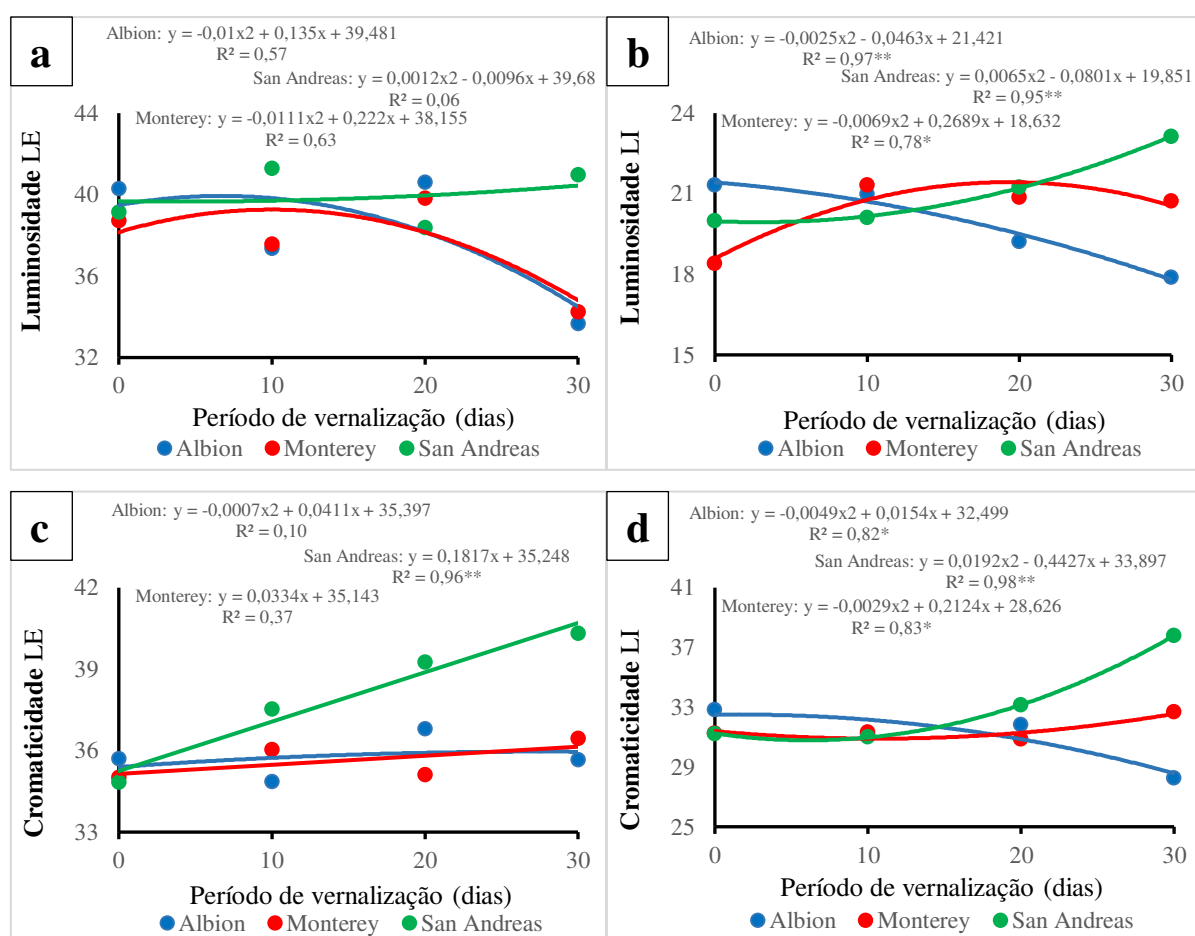 a
Albion: y = -0,01x2 + 0,135x + 39,481
R² = 0,57
San Andreas: y = 0,0012x2 - 0,0096x + 39,68
R² = 0,06
Monterey: y = -0,0111x2 + 0,222x + 38,155
R² = 0,63
Luminosidade LE
44
40
36
32
0 10 20 30
Período de vernalização (dias)
Albion Monterey San Andreas
b
Albion: y = -0,0025x2 - 0,0463x + 21,421
R² = 0,97**
San Andreas: y = 0,0065x2 - 0,0801x + 19,851
R² = 0,95**
Monterey: y = -0,0069x2 + 0,2689x + 18,632
R² = 0,78*
Luminosidade LI
24
21
18
15
0 10 20 30
Período de vernalização (dias)
Albion Monterey San Andreas
c
Albion: y = -0,0007x2 + 0,0411x + 35,397
R² = 0,10
San Andreas: y = 0,1817x + 35,248
R² = 0,96**
Monterey: y = 0,0334x + 35,143
R² = 0,37
Cromaticidade LE
42
39
36
33
0 10 20 30
Período de vernalização (dias)
Albion Monterey San Andreas
d
Albion: y = -0,0049x2 + 0,0154x + 32,499
R² = 0,82*
San Andreas: y = 0,0192x2 - 0,4427x + 33,897
R² = 0,98**
Monterey: y = -0,0029x2 + 0,2124x + 28,626
R² = 0,83*
Cromaticidade LI
41
37
33
29
25
0 10 20 30
Período de vernalização (dias)
Albion Monterey San Andreas